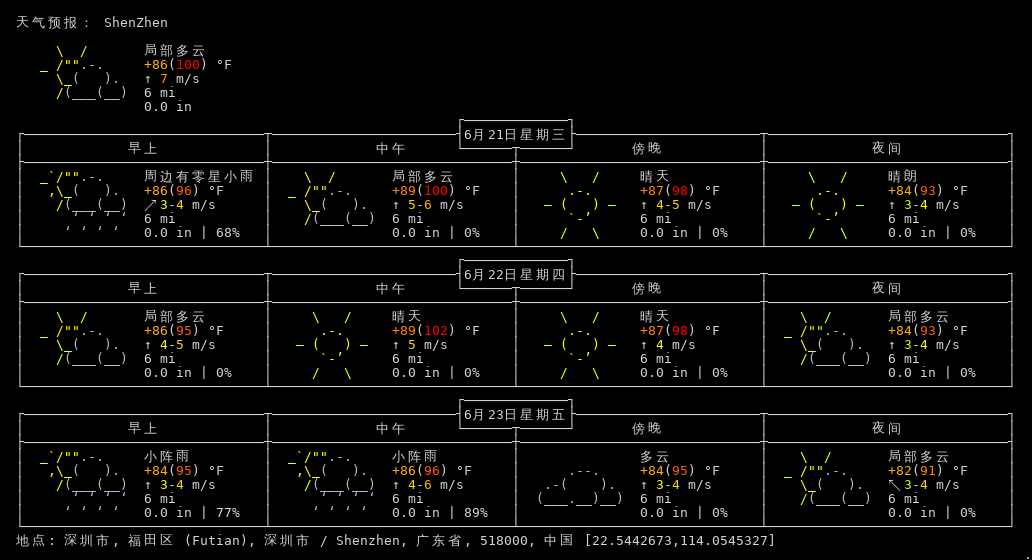 天气预报： ShenZhen
局部多云
+86(100) °F
↑ 7 m/s
6 mi
0.0 in
6月21日星期三
早上 中午 傍晚 夜间
周边有零星小雨 局部多云 晴天 晴朗
+86(96) °F +89(100) °F +87(98) °F +84(93) °F
↗ 3-4 m/s ↑ 5-6 m/s ↑ 4-5 m/s ↑ 3-4 m/s
6 mi 6 mi 6 mi 6 mi
0.0 in | 68% 0.0 in | 0% 0.0 in | 0% 0.0 in | 0%
6月22日星期四
早上 中午 傍晚 夜间
局部多云 晴天 晴天 局部多云
+86(95) °F +89(102) °F +87(98) °F +84(93) °F
↑ 4-5 m/s ↑ 5 m/s ↑ 4 m/s ↑ 3-4 m/s
6 mi 6 mi 6 mi 6 mi
0.0 in | 0% 0.0 in | 0% 0.0 in | 0% 0.0 in | 0%
6月23日星期五
早上 中午 傍晚 夜间
小阵雨 小阵雨 多云 局部多云
+84(95) °F +86(96) °F +84(95) °F +82(91) °F
↑ 3-4 m/s ↑ 4-6 m/s ↑ 3-4 m/s ↖ 3-4 m/s
6 mi 6 mi 6 mi 6 mi
0.0 in | 77% 0.0 in | 89% 0.0 in | 0% 0.0 in | 0%
地点: 深圳市, 福田区 (Futian), 深圳市 / Shenzhen, 广东省, 518000, 中国 [22.5442673,114.0545327]